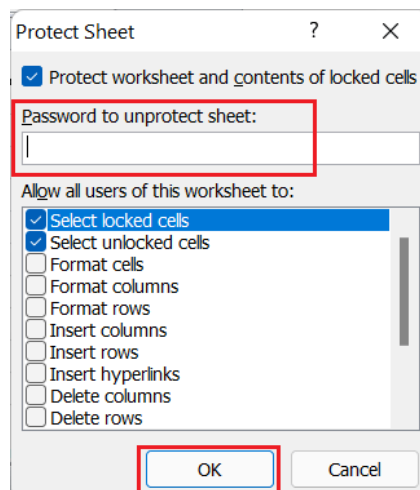 Protect Sheet ?
Protect worksheet and contents of locked cells
Password to unprotect sheet:
Allow all users of this worksheet to:
Select locked cells
Select unlocked cells
Format cells
Format columns
Format rows
Insert columns
Insert rows
Insert hyperlinks
Delete columns
Delete rows
OK Cancel